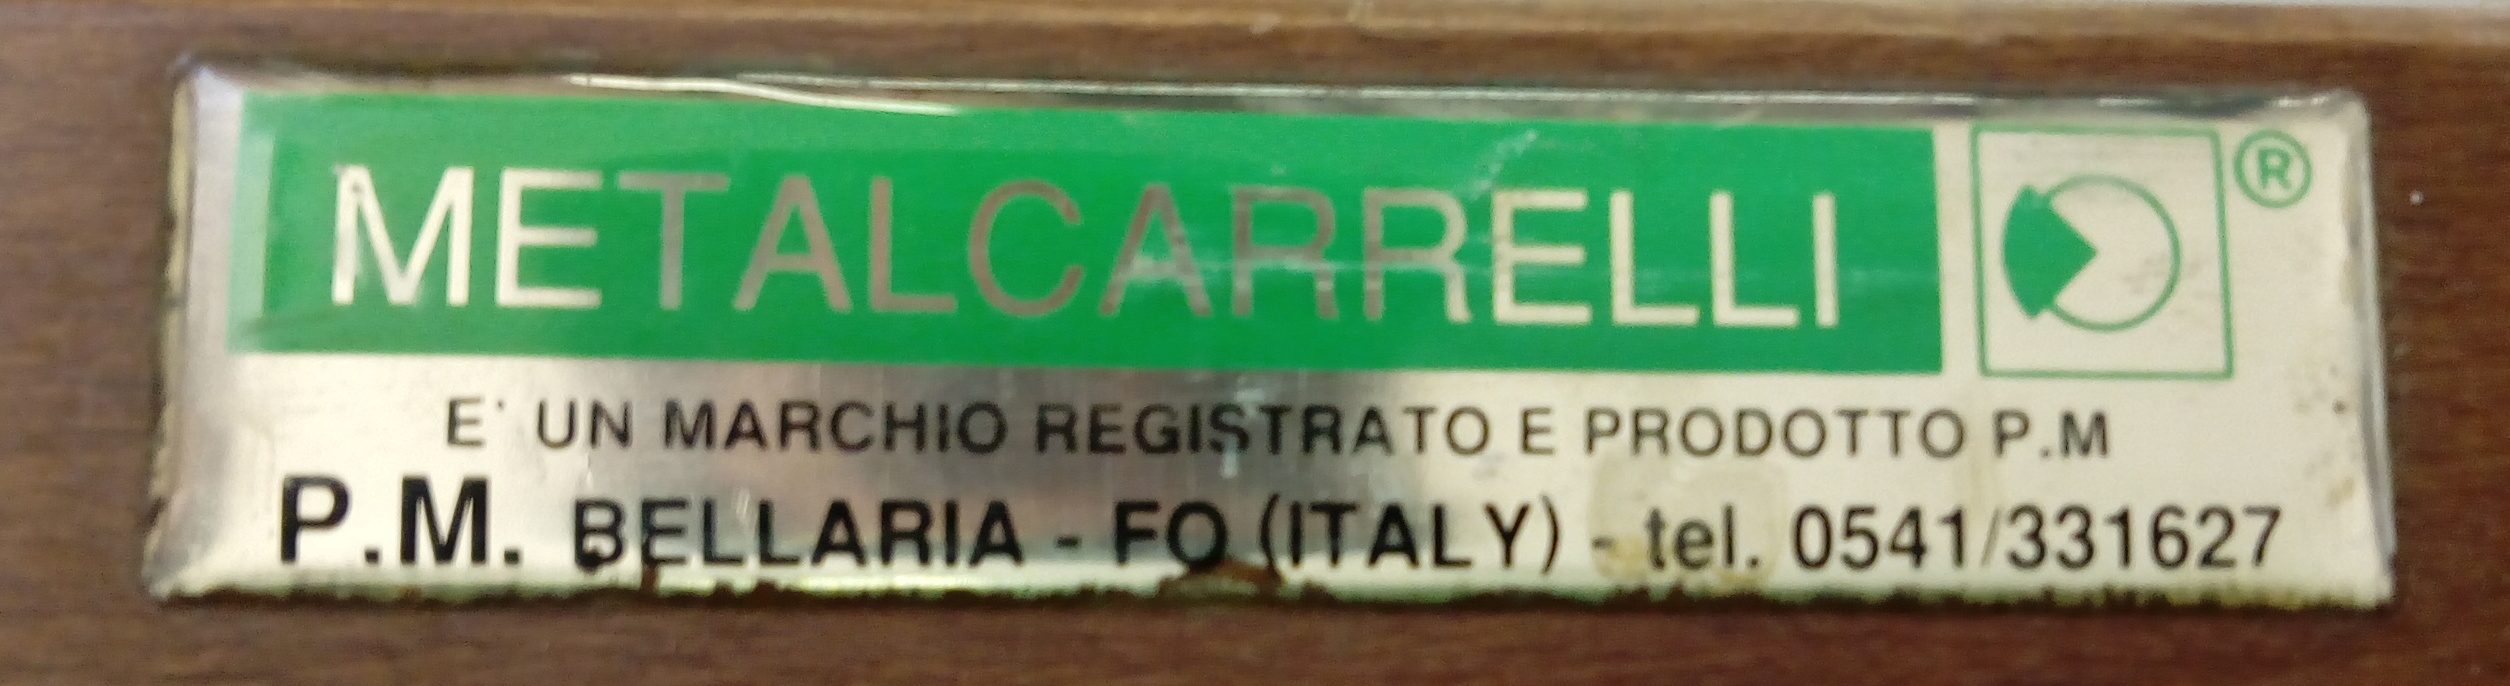 METALCARRELLI ®
E' UN MARCHIO REGISTRATO E PRODOTTO P.M
P.M. BELLARIA - FO (ITALY) - tel. 0541/331627